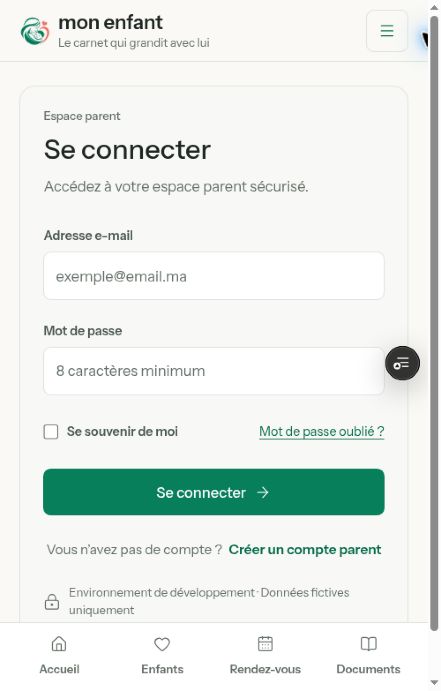 mon enfant
Le carnet qui grandit avec lui
Espace parent
Se connecter
Accédez à votre espace parent sécurisé.
Adresse e-mail
exemple@email.ma
Mot de passe
8 caractères minimum
Se souvenir de moi
Mot de passe oublié ?
Se connecter
Vous n'avez pas de compte ? Créer un compte parent
Environnement de développement · Données fictives
uniquement
Accueil
Enfants
Rendez-vous
Documents